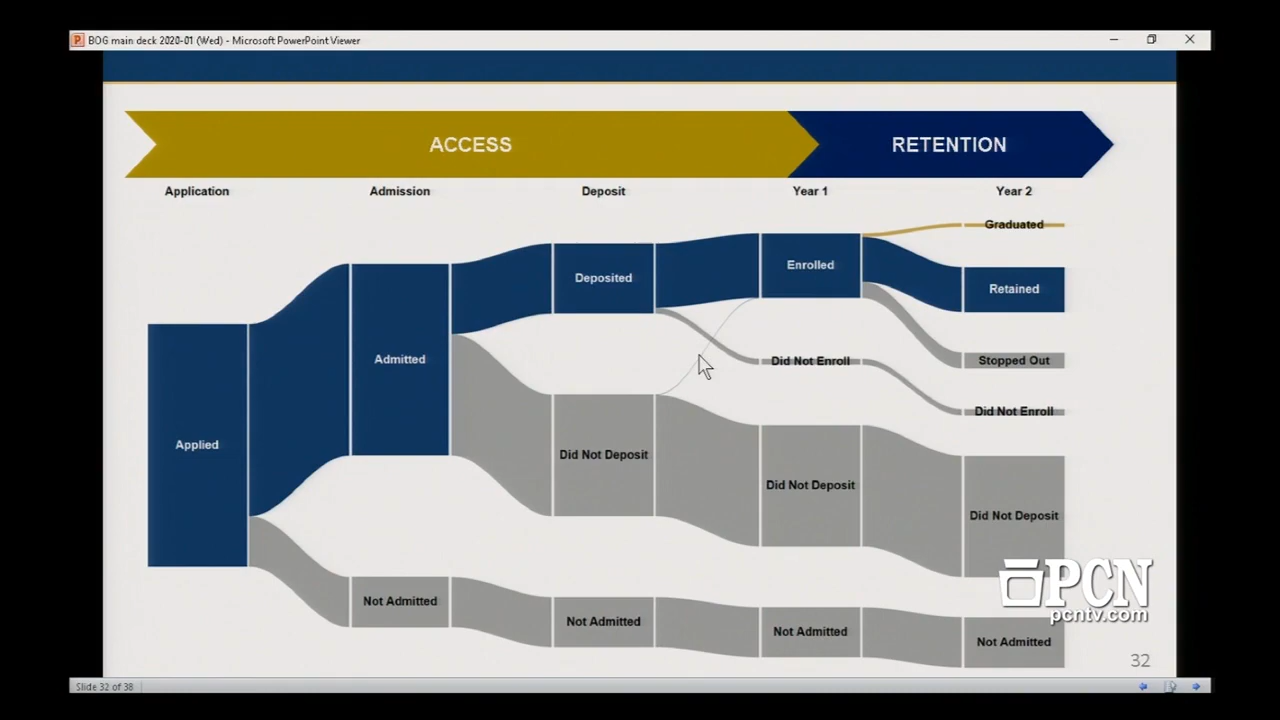 BOG main deck 2020-01 (Wed) - Microsoft PowerPoint Viewer
ACCESS
RETENTION
Application
Admission
Deposit
Year 1
Year 2
Graduated
Enrolled
Deposited
Retained
Admitted
Did Not Enroll
Stopped Out
Did Not Enroll
Applied
Did Not Deposit
Did Not Deposit
Did Not Deposit
PCN
pcntv.com
Not Admitted
Not Admitted
Not Admitted
Not Admitted
32
Slide 32 of 38